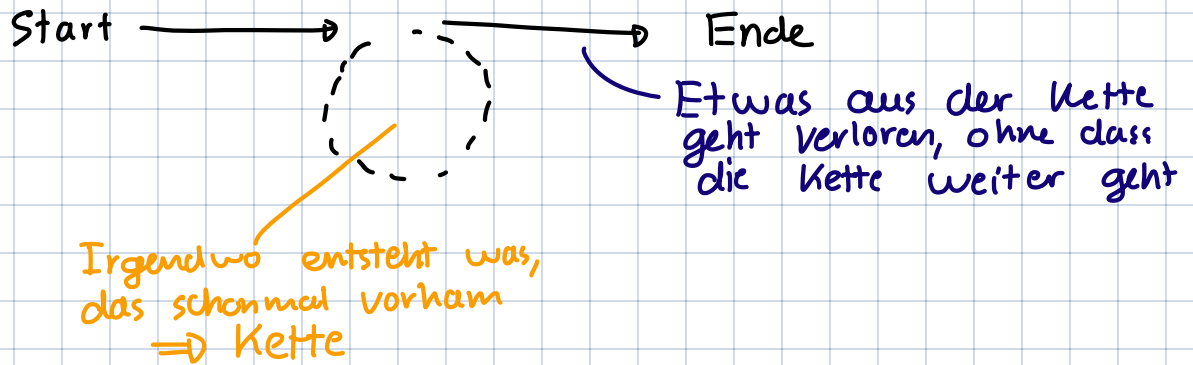 Start
Ende
Etwas aus der Kette
geht verloren, ohne dass
die Kette weiter geht
Irgendwo entsteht was,
das schonmal vorham
⇒ Kette